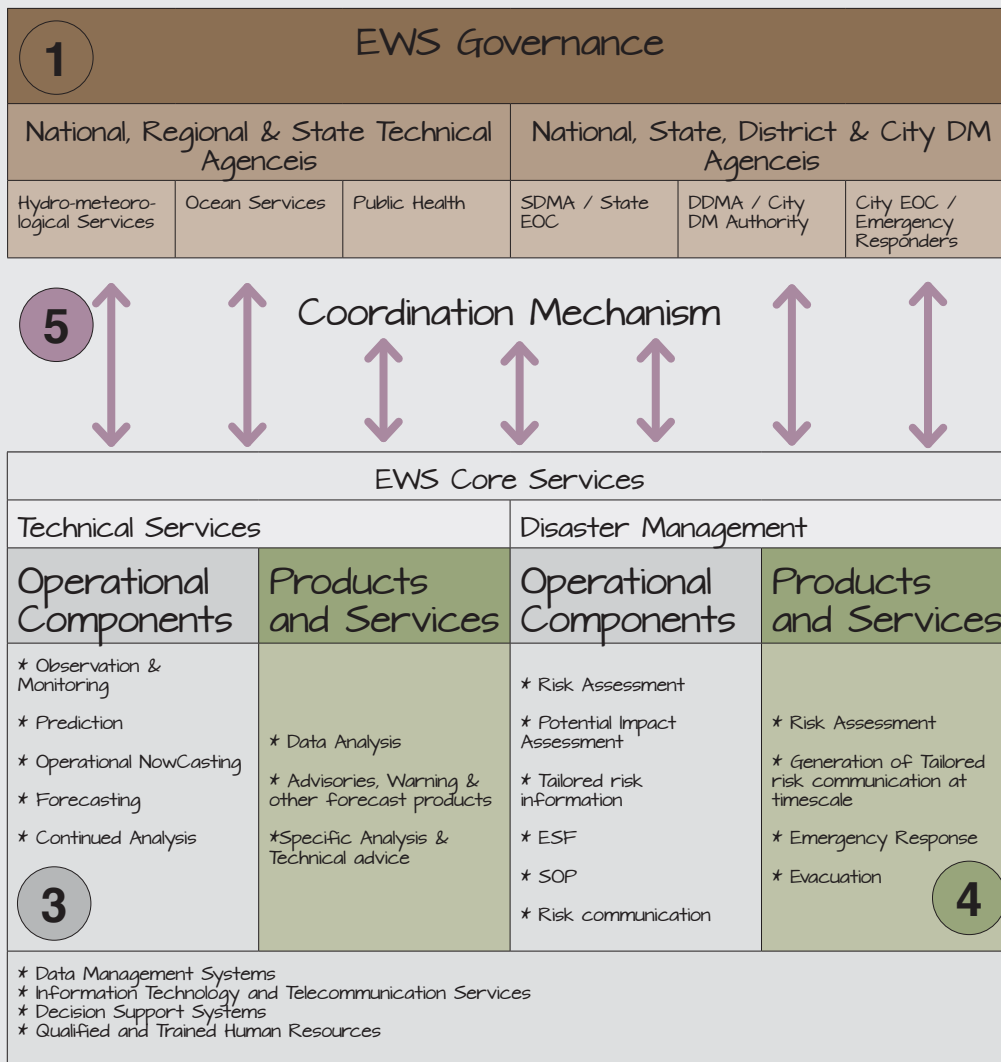 1
EWS Governance
National, Regional & State Technical
Agenceis
National, State, District & City DM
Agenceis
Hydro-meteoro-
logical Services
Ocean Services
Public Health
SDMA / State
EOC
DDMA / City
DM Authority
City EOC /
Emergency
Responders
5
Coordination Mechanism
EWS Core Services
Technical Services
Disaster Management
Operational
Components
Products
and Services
Operational
Components
Products
and Services
* Observation &
Monitoring
* Prediction
* Operational NowCasting
* Forecasting
* Continued Analysis
3
* Data Analysis
* Advisories, Warning &
other forecast products
*Specific Analysis &
Technical advice
* Risk Assessment
* Potential Impact
Assessment
* Tailored risk
information
* ESF
* SOP
* Risk communication
* Risk Assessment
* Generation of Tailored
risk communication at
timescale
* Emergency Response
* Evacuation
4
* Data Management Systems
* Information Technology and Telecommunication Services
* Decision Support Systems
* Qualified and Trained Human Resources